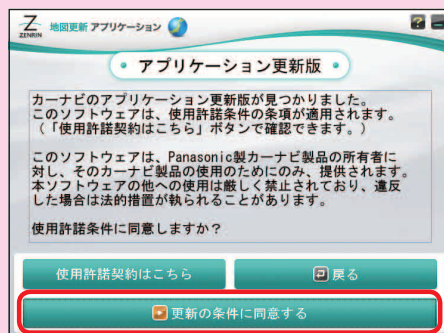 Z
ZENRIN
地図更新 アプリケーション
?
アプリケーション更新版
カーナビのアプリケーション更新版が見つかりました。
このソフトウェアは、使用許諾条件の条項が適用されます。
(「使用許諾契約はこちら」ボタンで確認できます。)
このソフトウェアは、Panasonic製カーナビ製品の所有者に
対し、そのカーナビ製品の使用のためにのみ、提供されます。
本ソフトウェアの他への使用は厳しく禁止されており、違反
した場合は法的措置が執られることがあります。
使用許諾条件に同意しますか?
使用許諾契約はこちら
戻る
更新の条件に同意する